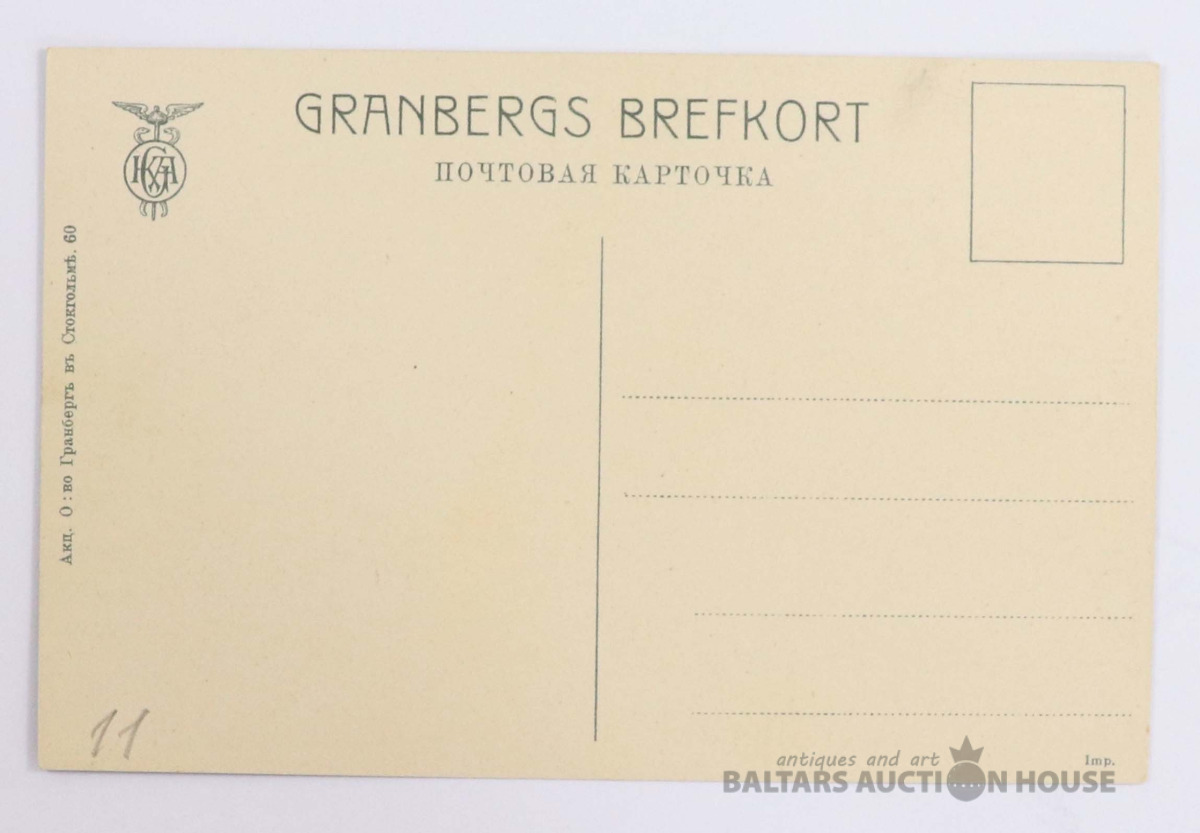 GRANBERGS BREFKORT
ПОЧТОВАЯ КАРТОЧКА
Акц. О:во Гранбергъ въ Стокгольмѣ. 60
11
Imp.
antiques and art
BALTARS AUCTION HOUSE